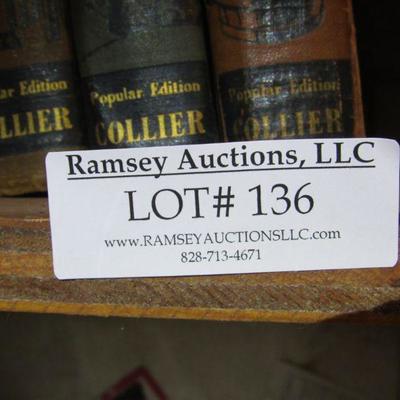 Popular Edition
Popular Edition
Popular Edition
COLLIER
COLLIER
COLLIER
Ramsey Auctions, LLC
LOT# 136
www.RAMSEYAUCTIONSLLC.com
828-713-4671